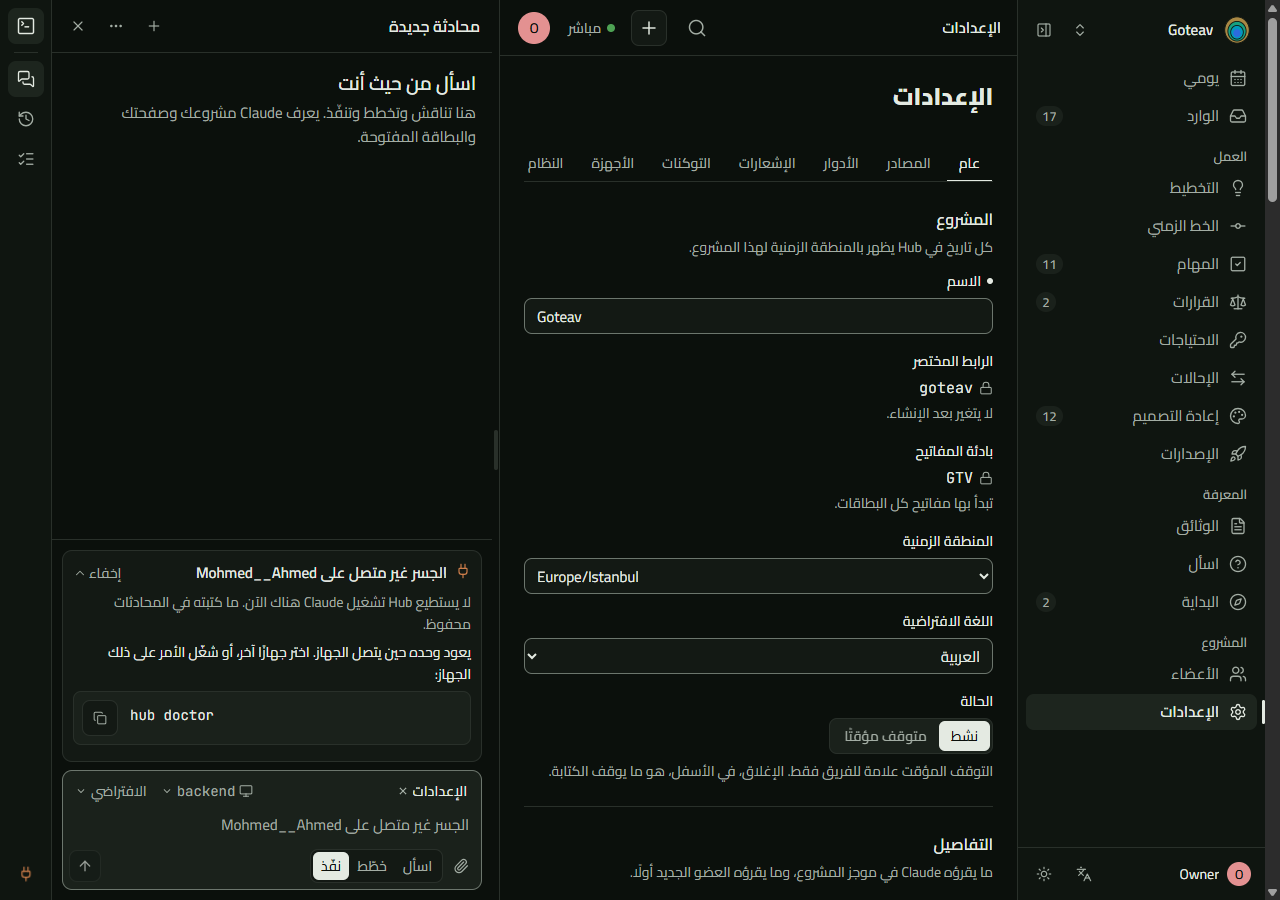 Goteav
يومي
الوارد
17
العمل
التخطيط
الخط الزمني
المهام
11
القرارات
2
الاحتياجات
الإحالات
إعادة التصميم
12
الإصدارات
المعرفة
الوثائق
اسأل
البداية
2
المشروع
الأعضاء
الإعدادات
O
Owner
الإعدادات
مباشر
O
الإعدادات
عام
المصادر
الأدوار
الإشعارات
التوكنات
الأجهزة
النظام
المشروع
كل تاريخ في Hub يظهر بالمنطقة الزمنية لهذا المشروع.
الاسم
Goteav
الرابط المختصر
goteav
لا يتغير بعد الإنشاء.
بادئة المفاتيح
GTV
تبدأ بها مفاتيح كل البطاقات.
المنطقة الزمنية
Europe/Istanbul
اللغة الافتراضية
العربية
الحالة
نشط
متوقف مؤقتًا
التوقف المؤقت علامة للفريق فقط. الإغلاق، في الأسفل، هو ما يوقف الكتابة.
التفاصيل
ما يقرؤه Claude في موجز المشروع، وما يقرؤه العضو الجديد أولًا.
محادثة جديدة
اسأل من حيث أنت
هنا تناقش وتخطط وتنفّذ. يعرف Claude مشروعك وصفحتك
والبطاقة المفتوحة.
الجسر غير متصل على Mohmed__Ahmed
إخفاء
لا يستطيع Hub تشغيل Claude هناك الآن. ما كتبته في المحادثات
محفوظ.
يعود وحده حين يتصل الجهاز. اختر جهازًا آخر، أو شغّل الأمر على ذلك
الجهاز:
hub doctor
الإعدادات
backend
الافتراضي
الجسر غير متصل على Mohmed__Ahmed
اسأل
خطّط
نفّذ